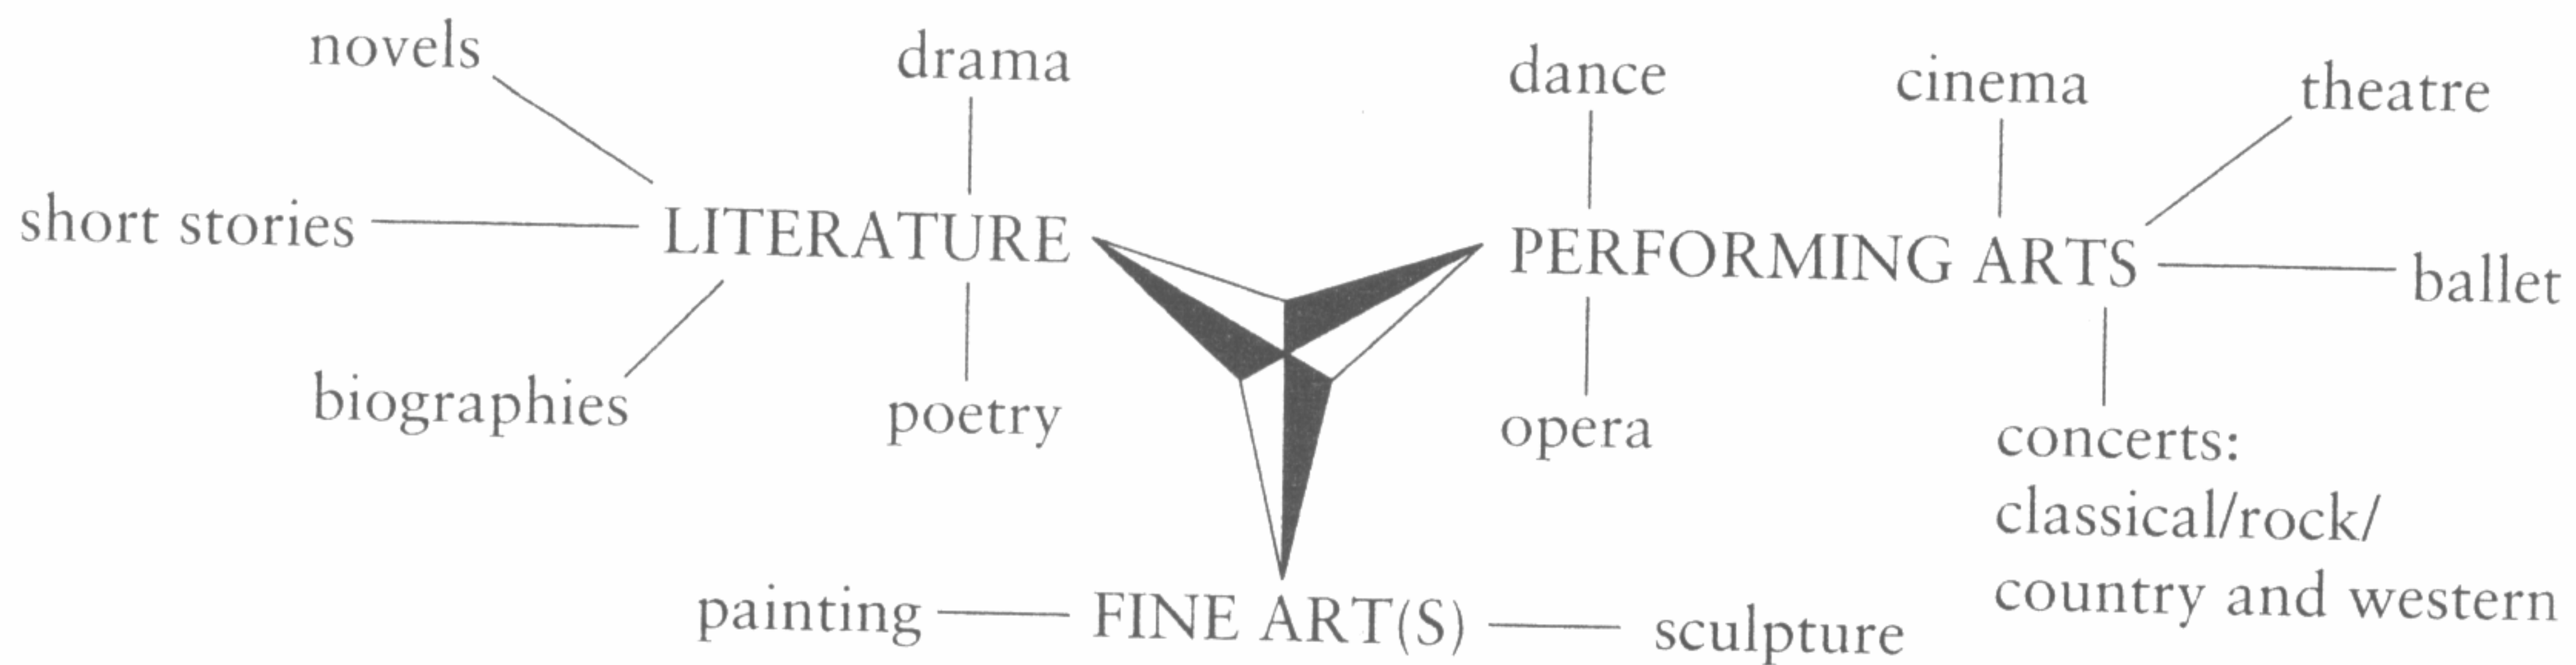 novels
drama
dance
cinema
theatre
short stories
LITERATURE
PERFORMING ARTS
ballet
biographies
poetry
opera
concerts:
classical/rock/
country and western
painting
FINE ART(S)
sculpture